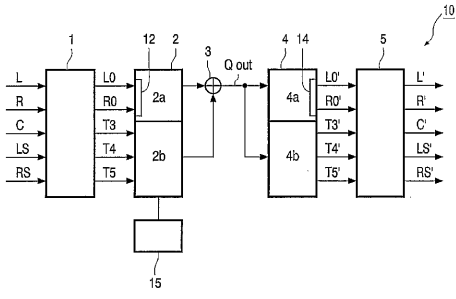 10
1
12
2
3
Q out
4
14
5
L
R
C
LS
RS
L0
R0
T3
T4
T5
2a
2b
4a
4b
L0'
R0'
T3'
T4'
T5'
L'
R'
C'
LS'
RS'
15